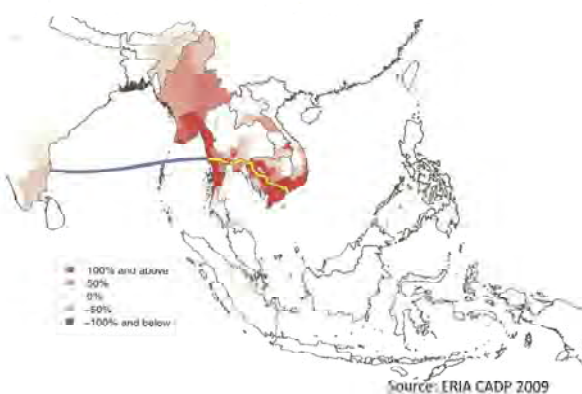 100% and above
50%
0%
-50%
-100% and below
Source: ERIA CADP 2009